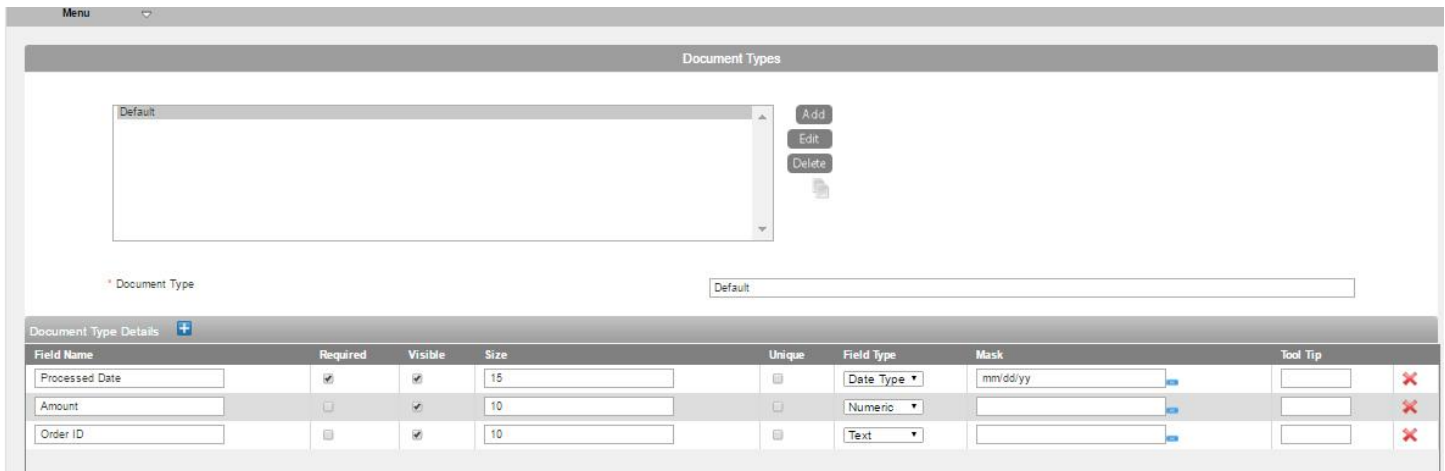 Menu
Document Types
Default
Add
Edit
Delete
* Document Type
Default
Document Type Details
Field Name Required Visible Size Unique Field Type Mask Tool Tip
Processed Date 15 Date Type mm/dd/yy
Amount 10 Numeric
Order ID 10 Text